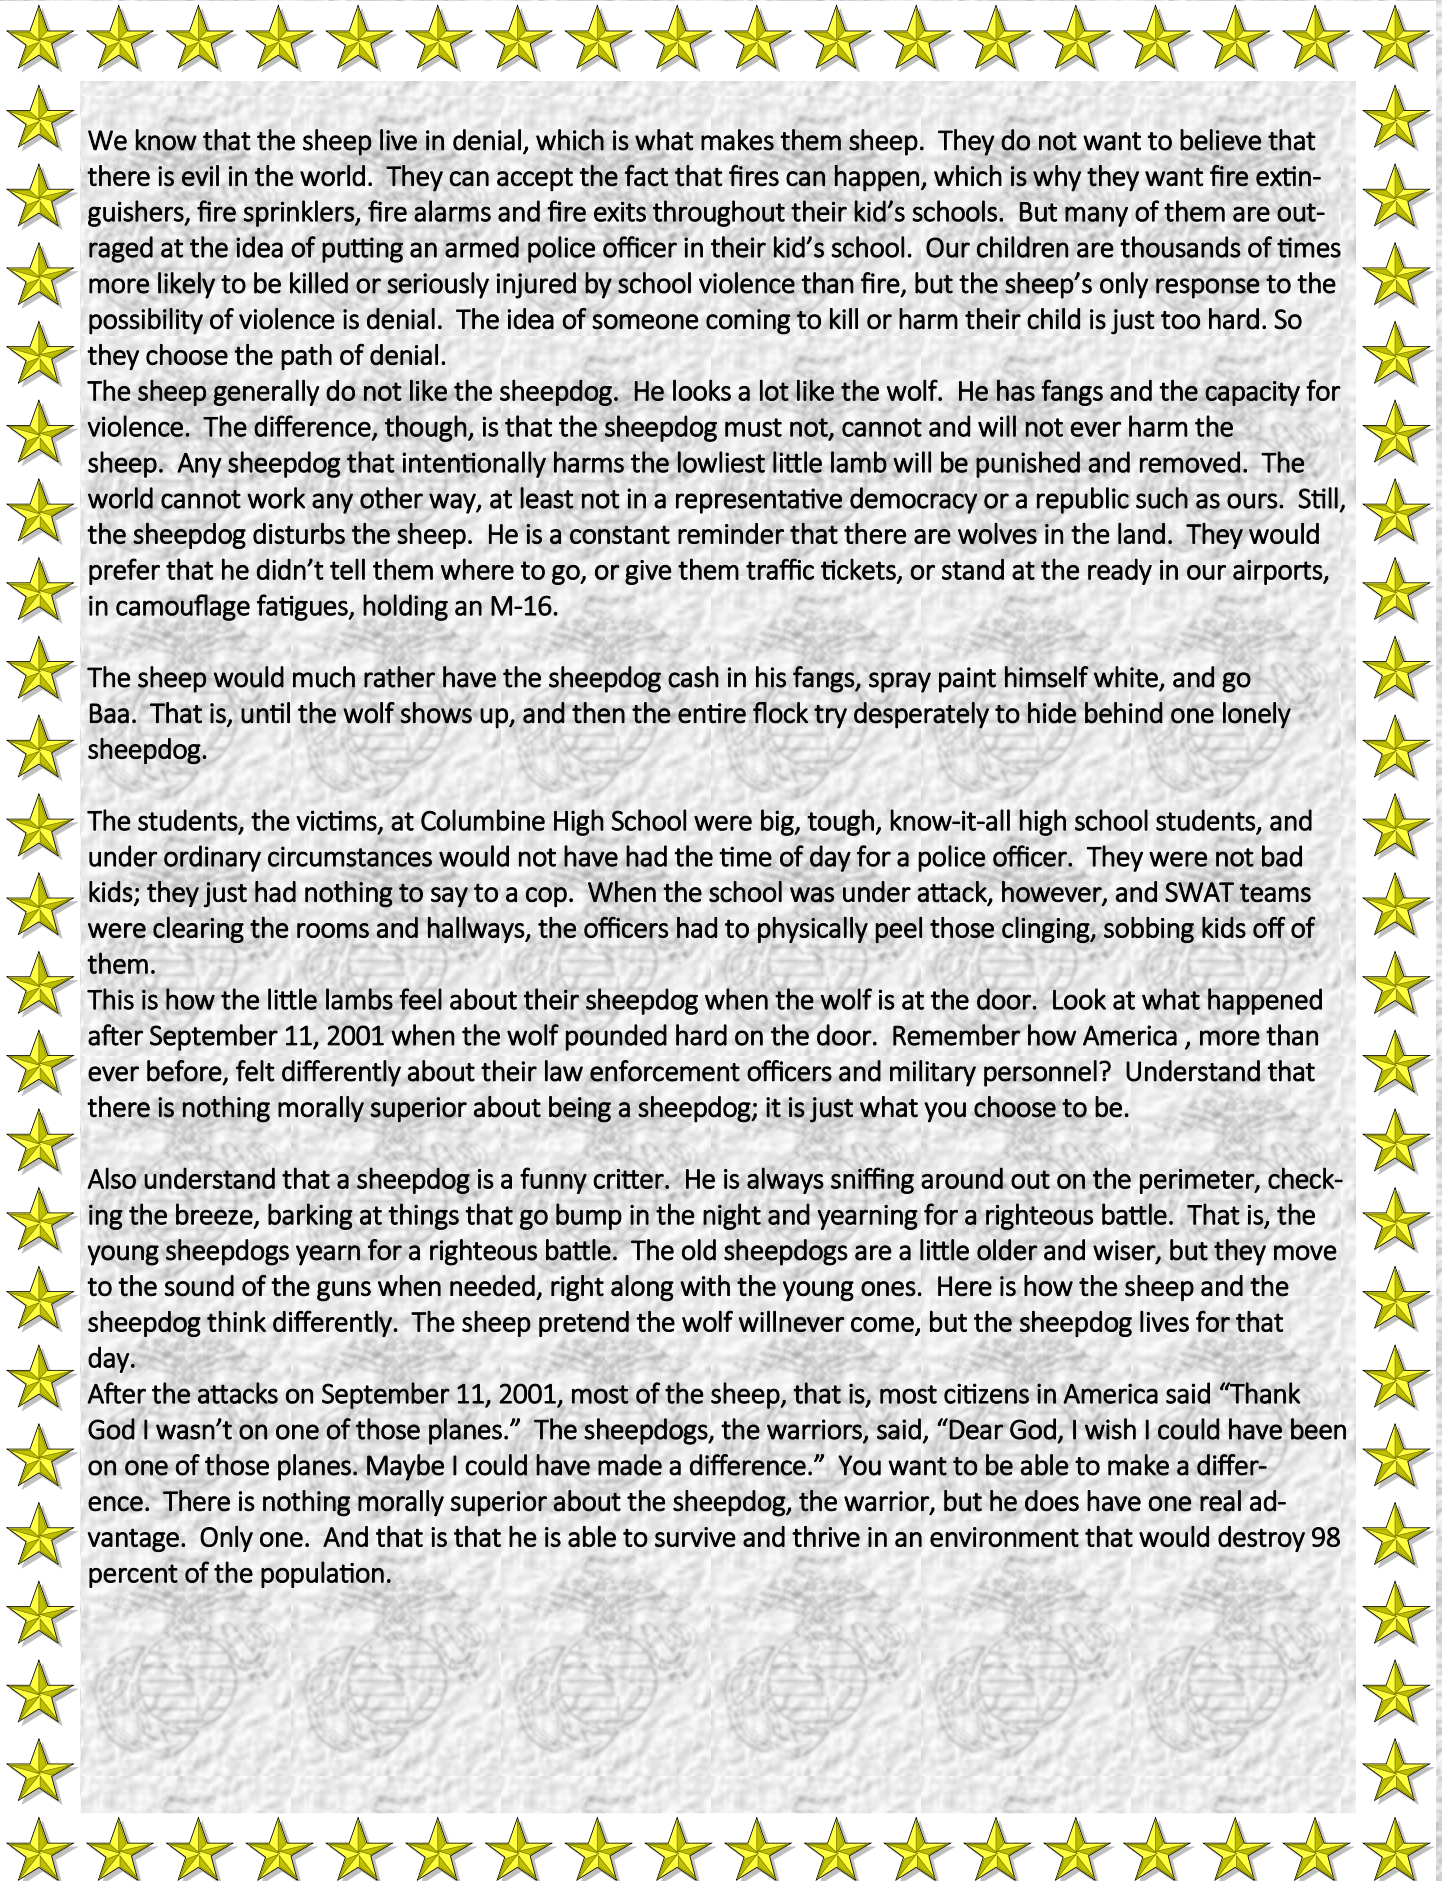 We know that the sheep live in denial, which is what makes them sheep.  They do not want to believe that
there is evil in the world.  They can accept the fact that fires can happen, which is why they want fire extin-
guishers, fire sprinklers, fire alarms and fire exits throughout their kid’s schools.  But many of them are out-
raged at the idea of putting an armed police officer in their kid’s school.  Our children are thousands of times
more likely to be killed or seriously injured by school violence than fire, but the sheep’s only response to the
possibility of violence is denial.  The idea of someone coming to kill or harm their child is just too hard. So
they choose the path of denial.
The sheep generally do not like the sheepdog.  He looks a lot like the wolf.  He has fangs and the capacity for
violence.  The difference, though, is that the sheepdog must not, cannot and will not ever harm the
sheep.  Any sheepdog that intentionally harms the lowliest little lamb will be punished and removed.  The
world cannot work any other way, at least not in a representative democracy or a republic such as ours.  Still,
the sheepdog disturbs the sheep.  He is a constant reminder that there are wolves in the land.  They would
prefer that he didn’t tell them where to go, or give them traffic tickets, or stand at the ready in our airports,
in camouflage fatigues, holding an M-16.
The sheep would much rather have the sheepdog cash in his fangs, spray paint himself white, and go
Baa.  That is, until the wolf shows up, and then the entire flock try desperately to hide behind one lonely
sheepdog.
The students, the victims, at Columbine High School were big, tough, know-it-all high school students, and
under ordinary circumstances would not have had the time of day for a police officer.  They were not bad
kids; they just had nothing to say to a cop.  When the school was under attack, however, and SWAT teams
were clearing the rooms and hallways, the officers had to physically peel those clinging, sobbing kids off of
them.
This is how the little lambs feel about their sheepdog when the wolf is at the door.  Look at what happened
after September 11, 2001 when the wolf pounded hard on the door.  Remember how America , more than
ever before, felt differently about their law enforcement officers and military personnel?  Understand that
there is nothing morally superior about being a sheepdog; it is just what you choose to be.
Also understand that a sheepdog is a funny critter.  He is always sniffing around out on the perimeter, check-
ing the breeze, barking at things that go bump in the night and yearning for a righteous battle.  That is, the
young sheepdogs yearn for a righteous battle.  The old sheepdogs are a little older and wiser, but they move
to the sound of the guns when needed, right along with the young ones.  Here is how the sheep and the
sheepdog think differently.  The sheep pretend the wolf willnever come, but the sheepdog lives for that
day.
After the attacks on September 11, 2001, most of the sheep, that is, most citizens in America said “Thank
God I wasn’t on one of those planes.”  The sheepdogs, the warriors, said, “Dear God, I wish I could have been
on one of those planes. Maybe I could have made a difference.”  You want to be able to make a differ-
ence.  There is nothing morally superior about the sheepdog, the warrior, but he does have one real ad-
vantage.  Only one.  And that is that he is able to survive and thrive in an environment that would destroy 98
percent of the population.